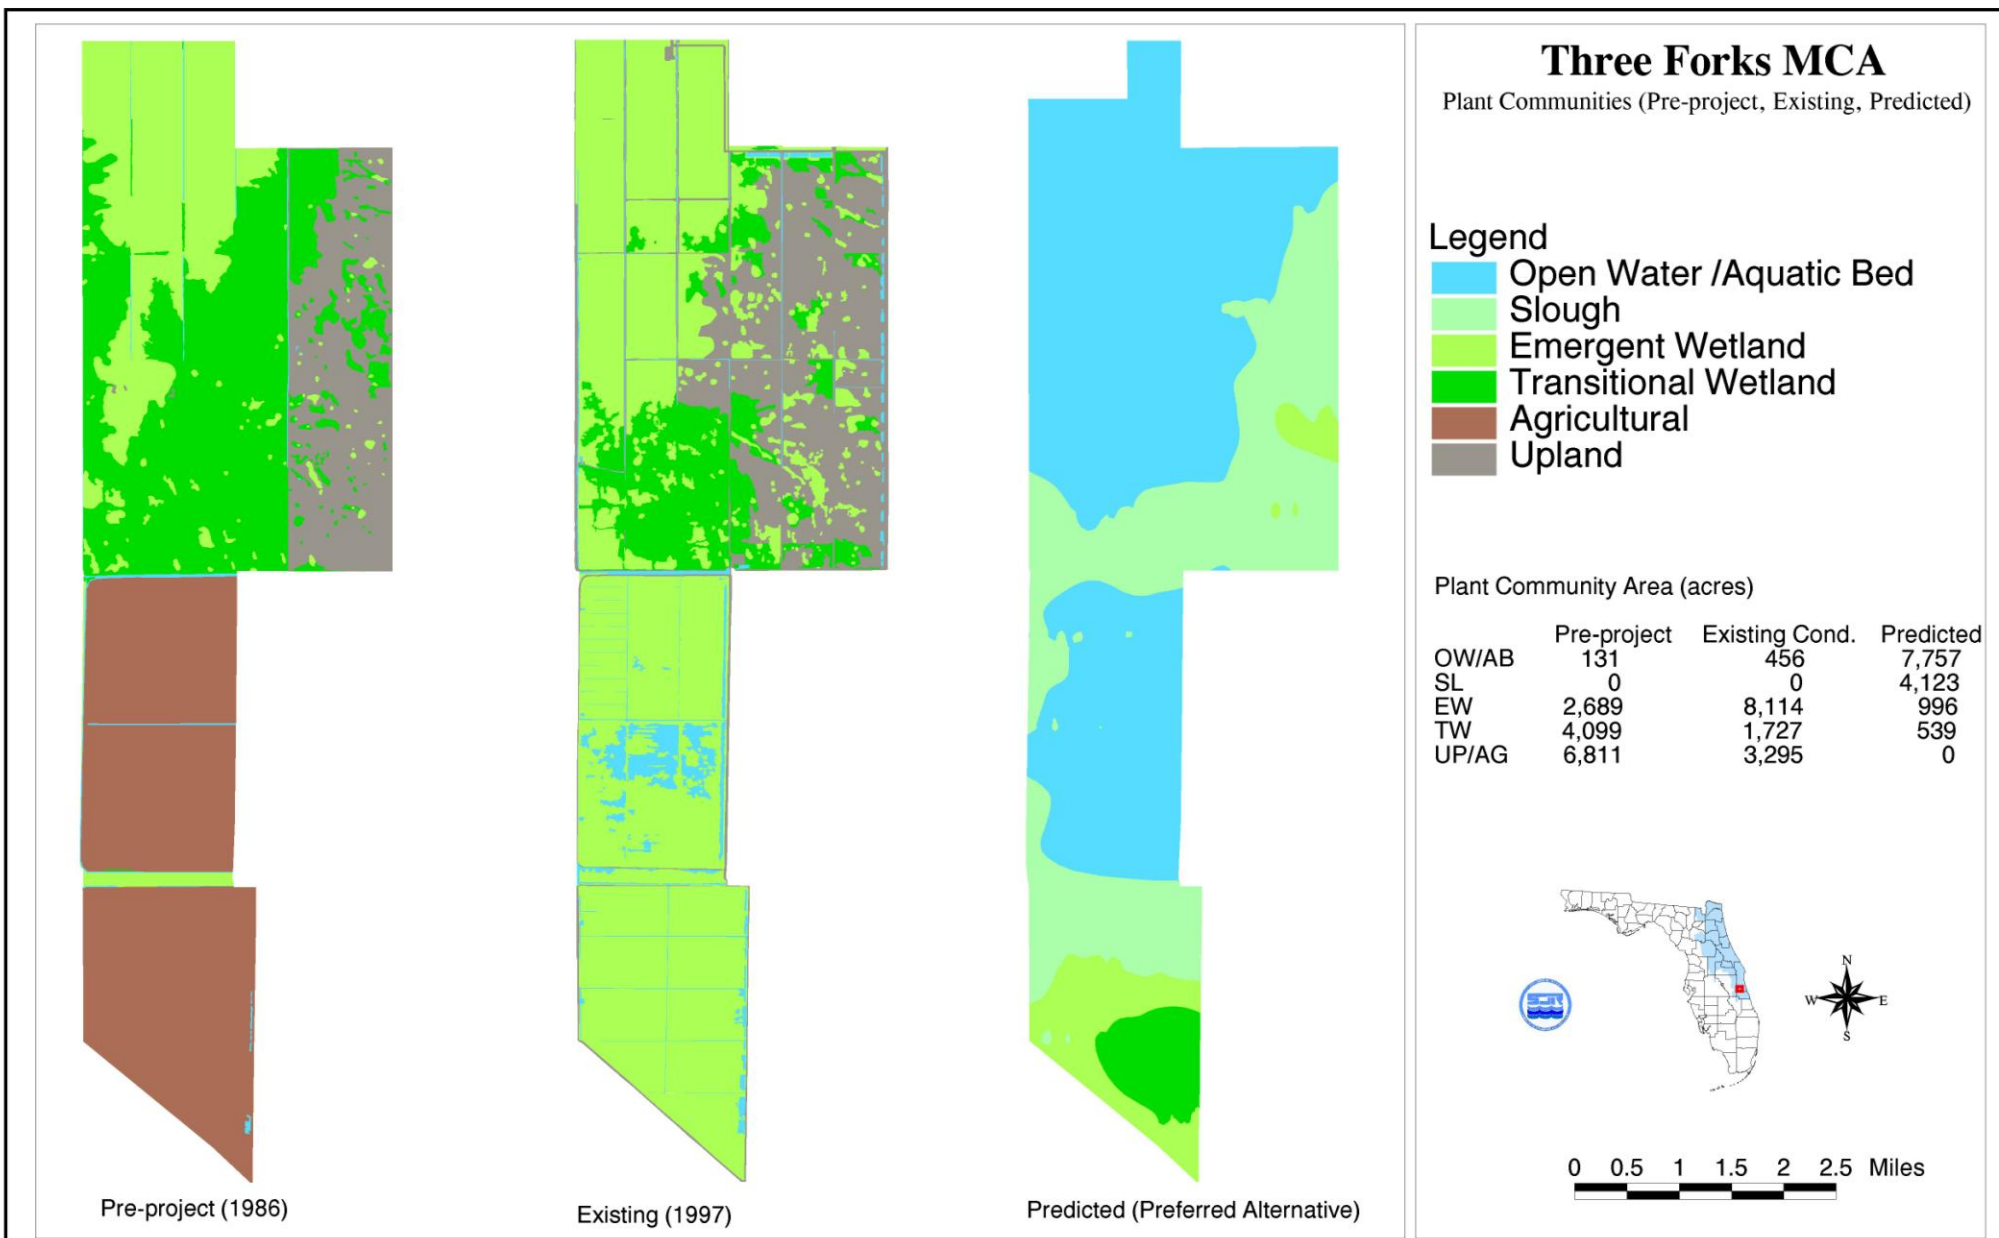 Three Forks MCA
Plant Communities (Pre-project, Existing, Predicted)
Legend
Open Water /Aquatic Bed
Slough
Emergent Wetland
Transitional Wetland
Agricultural
Upland
Plant Community Area (acres)
Pre-project Existing Cond. Predicted
OW/AB 131 456 7,757
SL 0 0 4,123
EW 2,689 8,114 996
TW 4,099 1,727 539
UP/AG 6,811 3,295 0
N
W E
S
0 0.5 1 1.5 2 2.5 Miles
Pre-project (1986)
Existing (1997)
Predicted (Preferred Alternative)